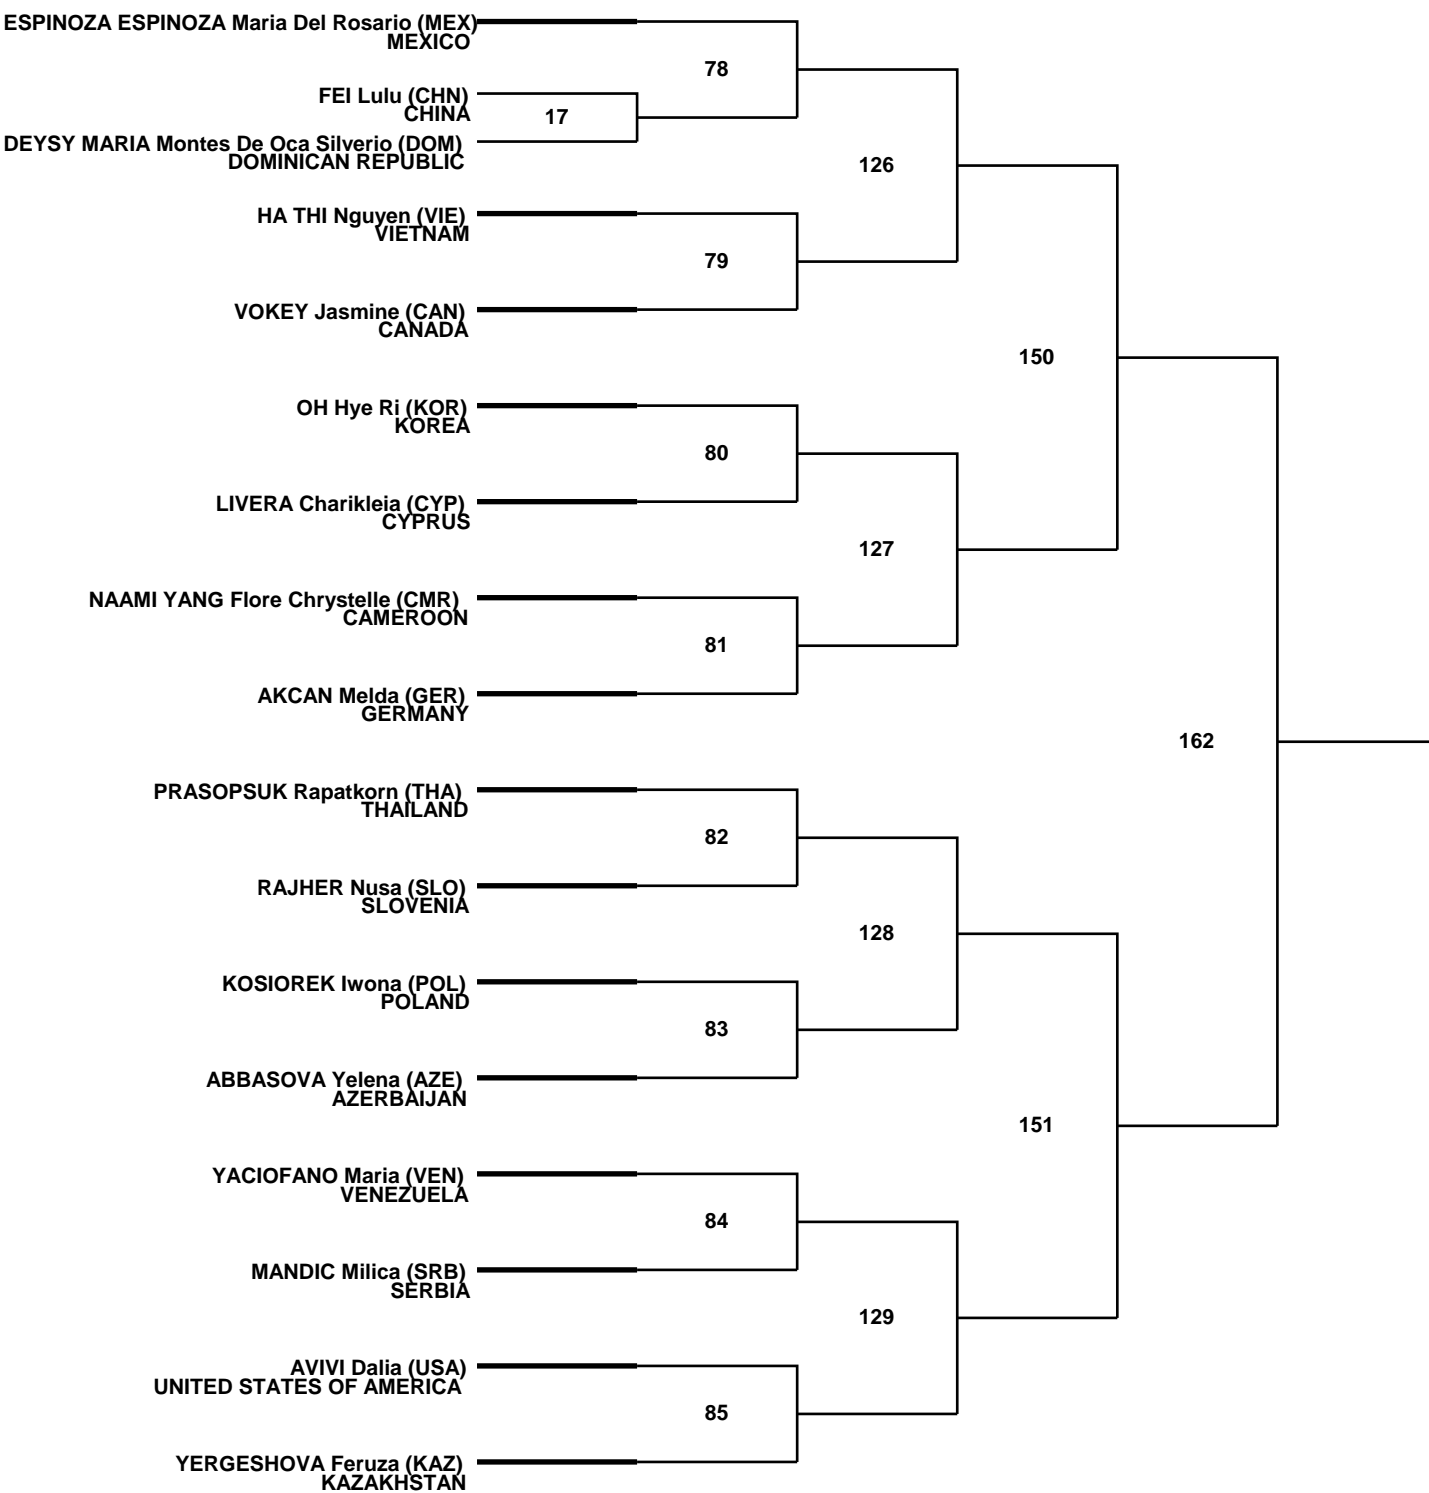 ESPINOZA ESPINOZA Maria Del Rosario (MEX)
MEXICO
78
FEI Lulu (CHN)
CHINA
17
DEYSY MARIA Montes De Oca Silverio (DOM)
DOMINICAN REPUBLIC
126
HA THI Nguyen (VIE)
VIETNAM
79
VOKEY Jasmine (CAN)
CANADA
150
OH Hye Ri (KOR)
KOREA
80
LIVERA Charikleia (CYP)
CYPRUS
127
NAAMI YANG Flore Chrystelle (CMR)
CAMEROON
81
AKCAN Melda (GER)
GERMANY
162
PRASOPSUK Rapatkorn (THA)
THAILAND
82
RAJHER Nusa (SLO)
SLOVENIA
128
KOSIOREK Iwona (POL)
POLAND
83
ABBASOVA Yelena (AZE)
AZERBAIJAN
151
YACIOFANO Maria (VEN)
VENEZUELA
84
MANDIC Milica (SRB)
SERBIA
129
AVIVI Dalia (USA)
UNITED STATES OF AMERICA
85
YERGESHOVA Feruza (KAZ)
KAZAKHSTAN